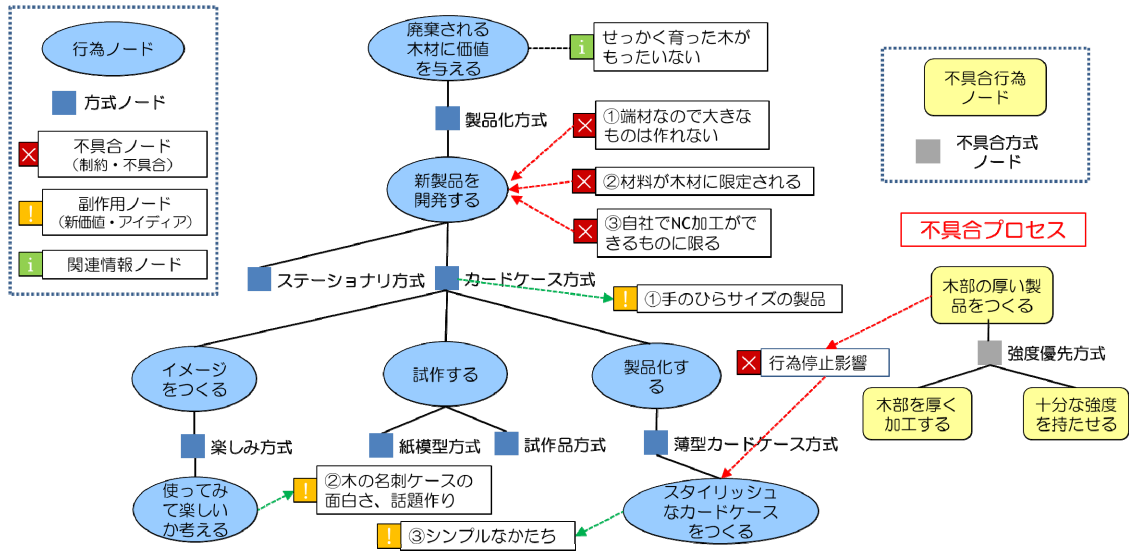 行為ノード
方式ノード
不具合ノード
（制約・不具合）
副作用ノード
（新価値・アイディア）
i
関連情報ノード
廃棄される
木材に価値
を与える
i
せっかく育った木が
もったいない
製品化方式
①端材なので大きな
ものは作れない
新製品を
開発する
②材料が木材に限定される
③自社でNC加工がで
きるものに限る
ステーショナリ方式
カードケース方式
!
①手のひらサイズの製品
イメージ
をつくる
試作する
製品化す
る
行為停止影響
楽しみ方式
紙模型方式
試作品方式
薄型カードケース方式
使ってみ
て楽しい
か考える
!
②木の名刺ケースの
面白さ、話題作り
!
③シンプルなかたち
スタイリッシュ
なカードケース
をつくる
不具合行為
ノード
不具合方式
ノード
不具合プロセス
木部の厚い製
品をつくる
強度優先方式
木部を厚く
加工する
十分な強度
を持たせる
!